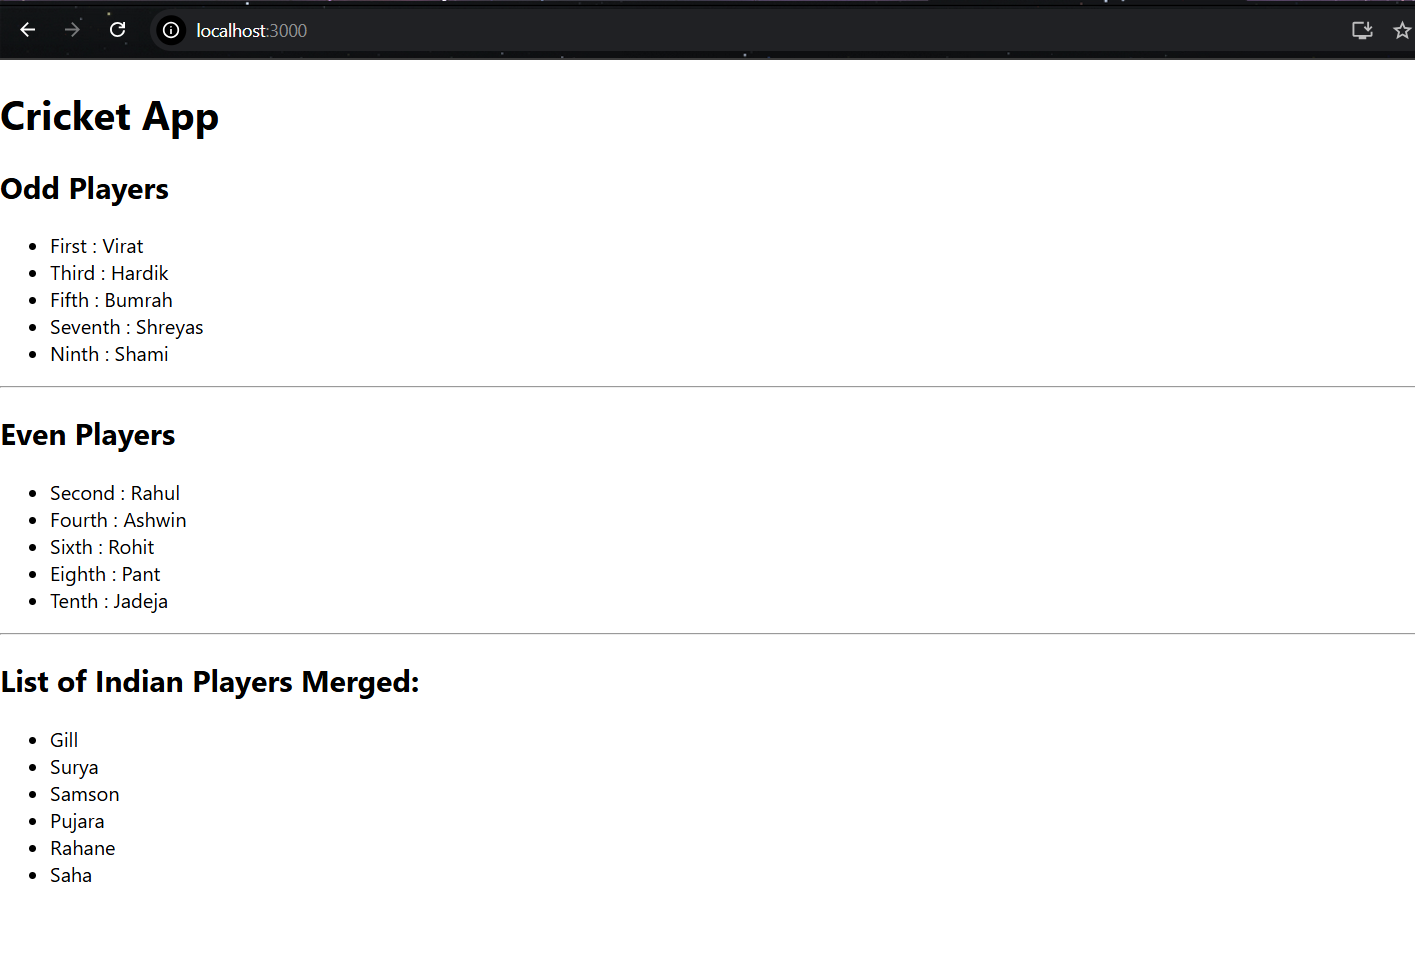 localhost:3000
Cricket App
Odd Players
First : Virat
Third : Hardik
Fifth : Bumrah
Seventh : Shreyas
Ninth : Shami
Even Players
Second : Rahul
Fourth : Ashwin
Sixth : Rohit
Eighth : Pant
Tenth : Jadeja
List of Indian Players Merged:
Gill
Surya
Samson
Pujara
Rahane
Saha